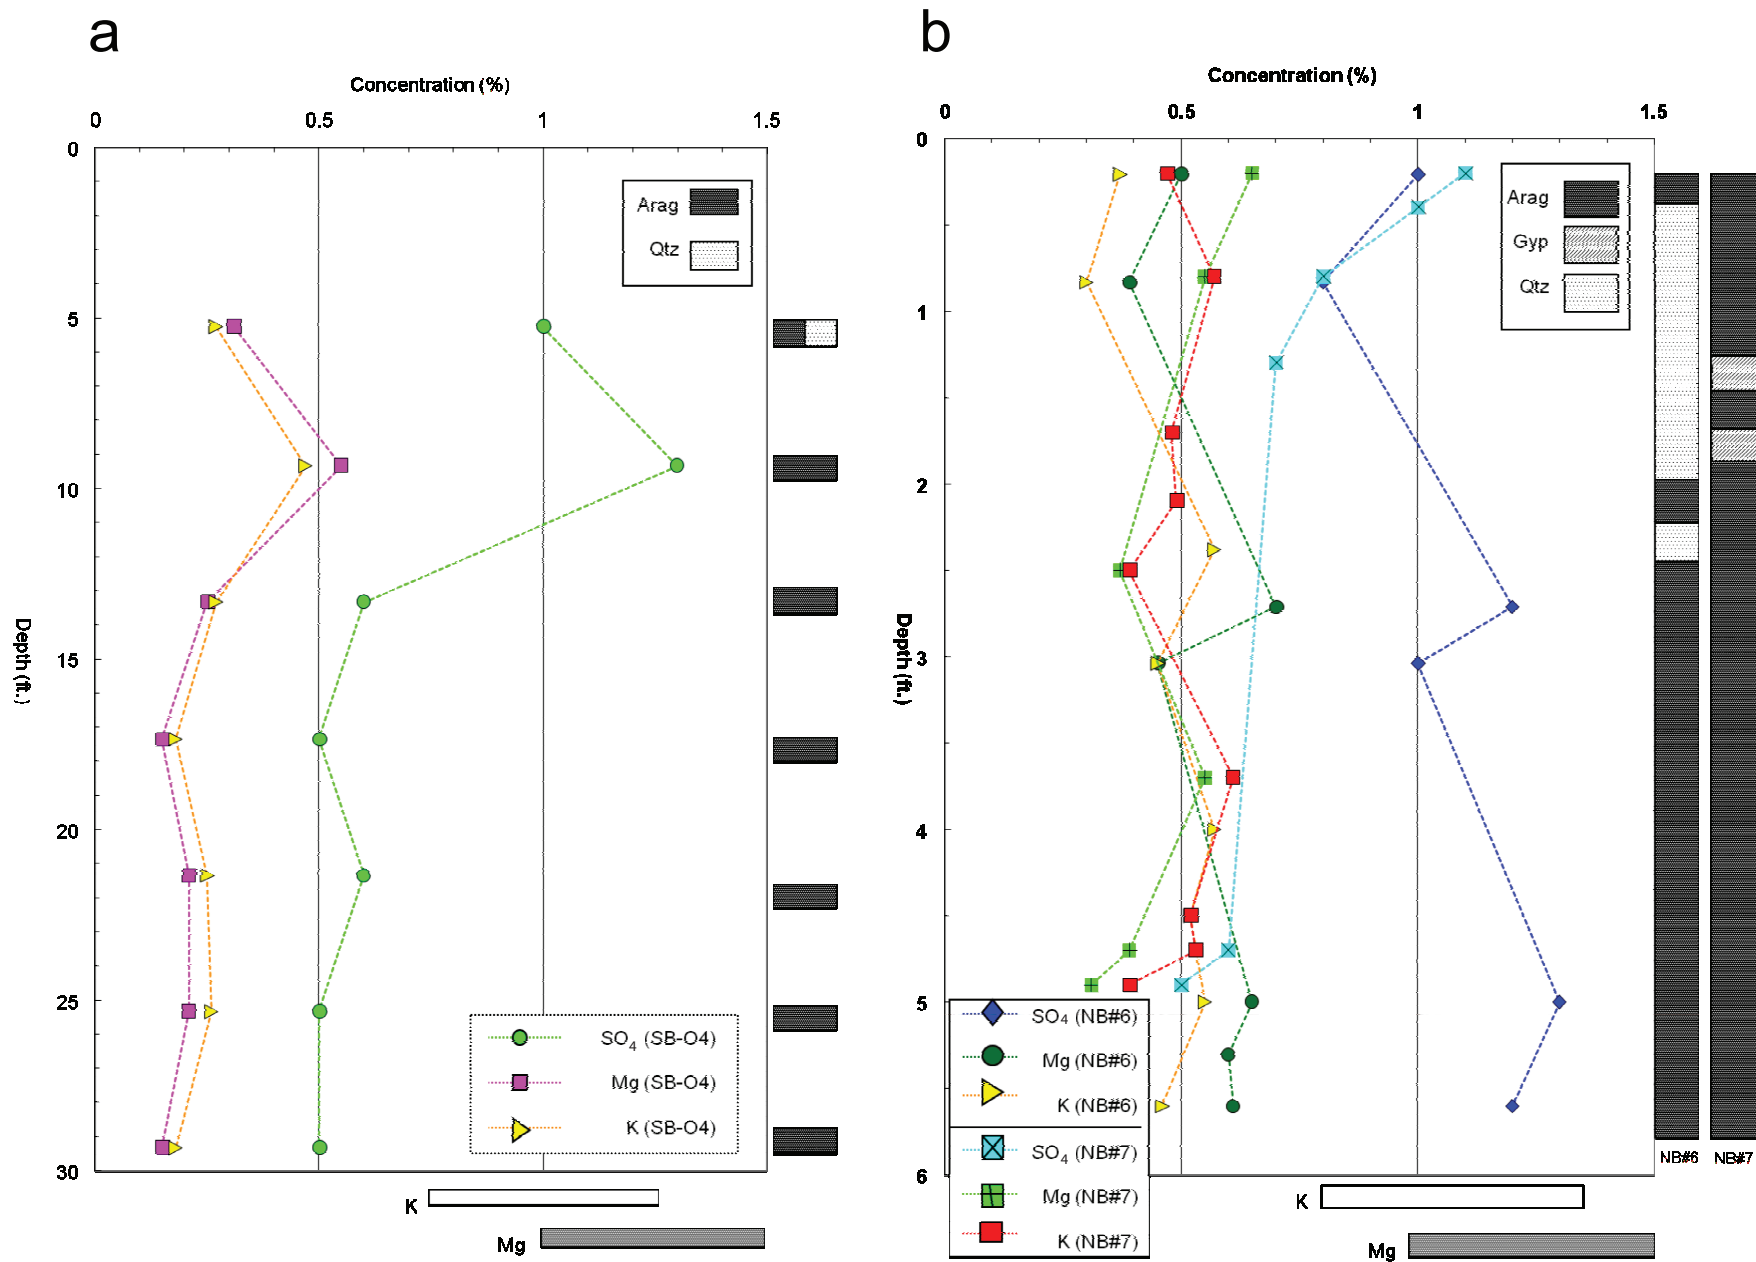 a
Concentration (%)
0 0.5 1 1.5
0
5
10
15
20
25
30
Depth (ft.)
Arag
Qtz
SO4 (SB-O4)
Mg (SB-O4)
K (SB-O4)
K
Mg
b
Concentration (%)
0 0.5 1 1.5
0
1
2
3
4
5
6
Depth (ft.)
Arag
Gyp
Qtz
SO4 (NB#6)
Mg (NB#6)
K (NB#6)
SO4 (NB#7)
Mg (NB#7)
K (NB#7)
NB#6 NB#7
K
Mg